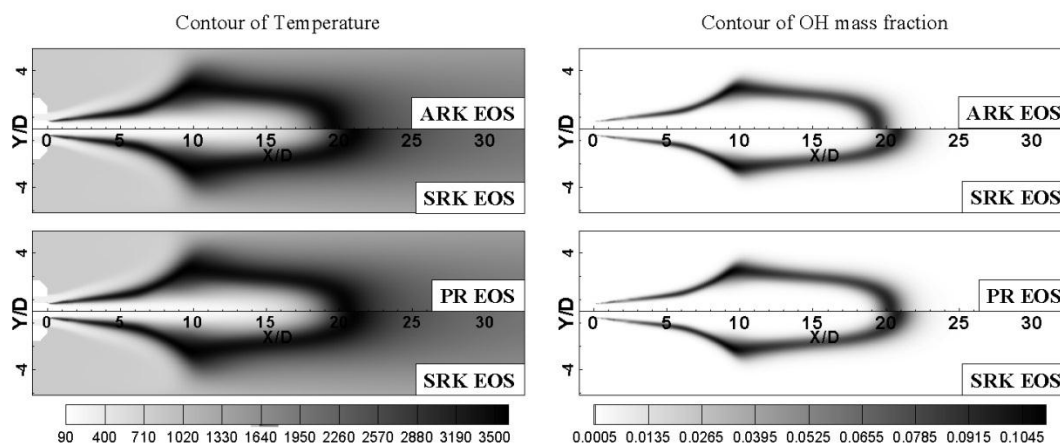 Contour of Temperature
Contour of OH mass fraction
4
ARK EOS
Y/D
0 5 10 15 20 25 30
X/D
-4
SRK EOS
4
ARK EOS
Y/D
0 5 10 15 20 25 30
X/D
-4
SRK EOS
4
PR EOS
Y/D
0 5 10 15 20 25 30
X/D
-4
SRK EOS
4
PR EOS
Y/D
0 5 10 15 20 25 30
X/D
-4
SRK EOS
90 400 710 1020 1330 1640 1950 2260 2570 2880 3190 3500
0.0005 0.0135 0.0265 0.0395 0.0525 0.0655 0.0785 0.0915 0.1045